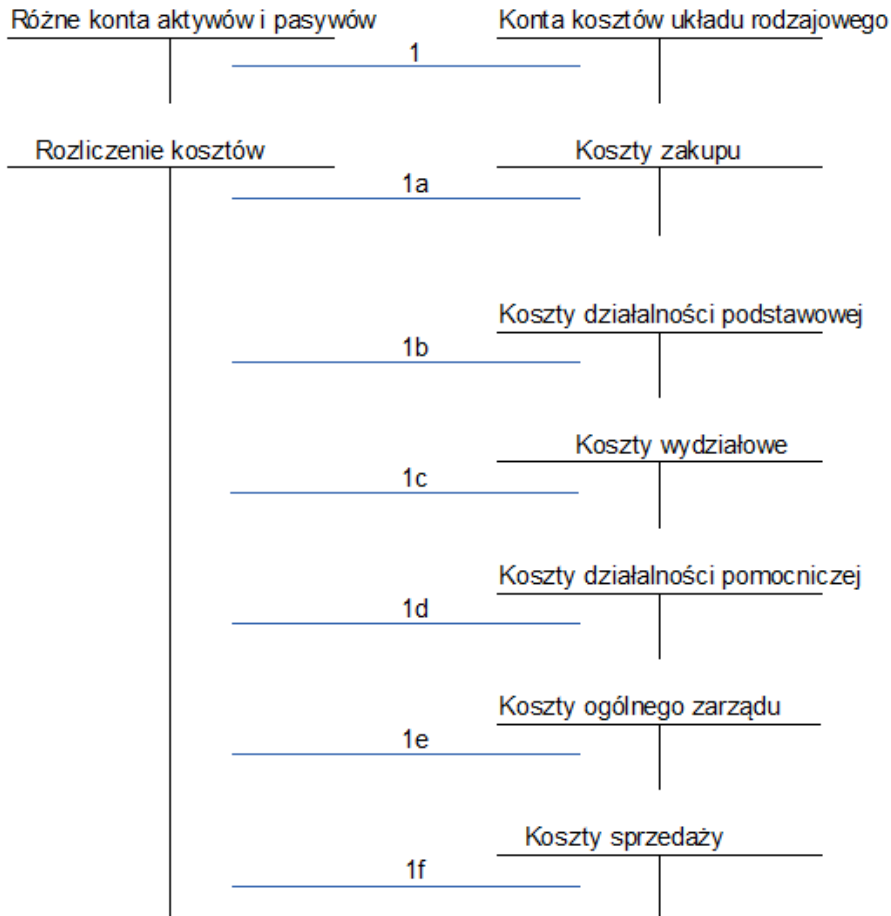 Różne konta aktywów i pasywów
Konta kosztów układu rodzajowego
1
Rozliczenie kosztów
Koszty zakupu
1a
Koszty działalności podstawowej
1b
Koszty wydziałowe
1c
Koszty działalności pomocniczej
1d
Koszty ogólnego zarządu
1e
Koszty sprzedaży
1f